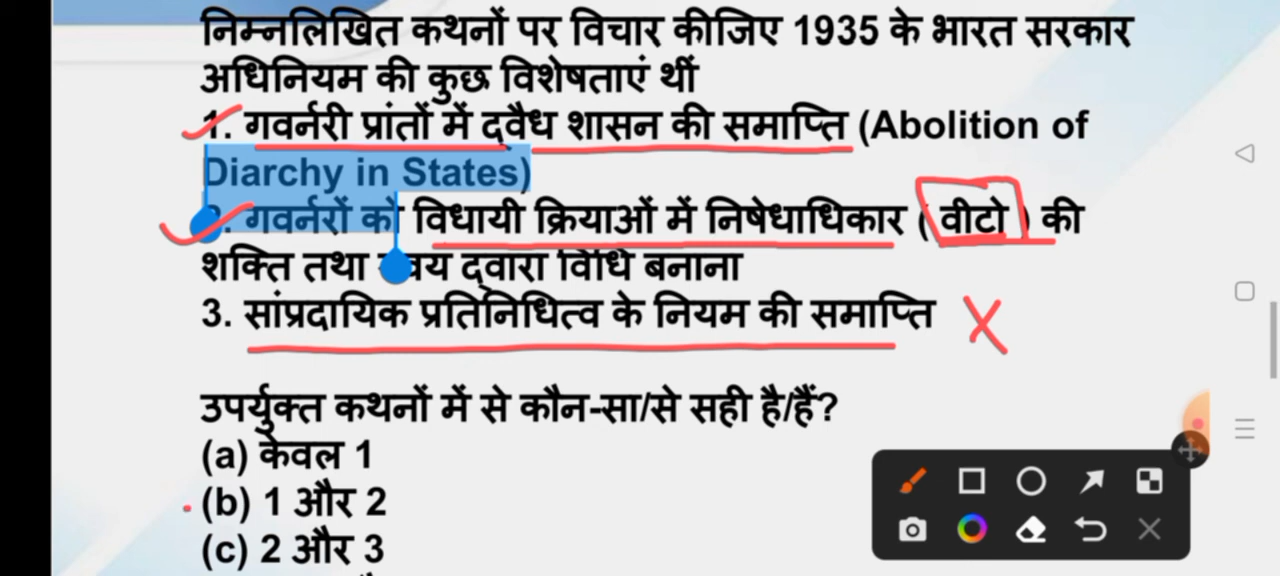 निम्नलिखित कथनों पर विचार कीजिए 1935 के भारत सरकार
अधिनियम की कुछ विशेषताएं थीं
1. गवर्नरी प्रांतों में द्वैध शासन की समाप्ति (Abolition of
Diarchy in States)
2. गवर्नरों को विधायी क्रियाओं में निषेधाधिकार ( वीटो ) की
शक्ति तथा द्वारा विधि बनाना
3. सांप्रदायिक प्रतिनिधित्व के नियम की समाप्ति
उपर्युक्त कथनों में से कौन-सा/से सही है/हैं?
(a) केवल 1
(b) 1 और 2
(c) 2 और 3